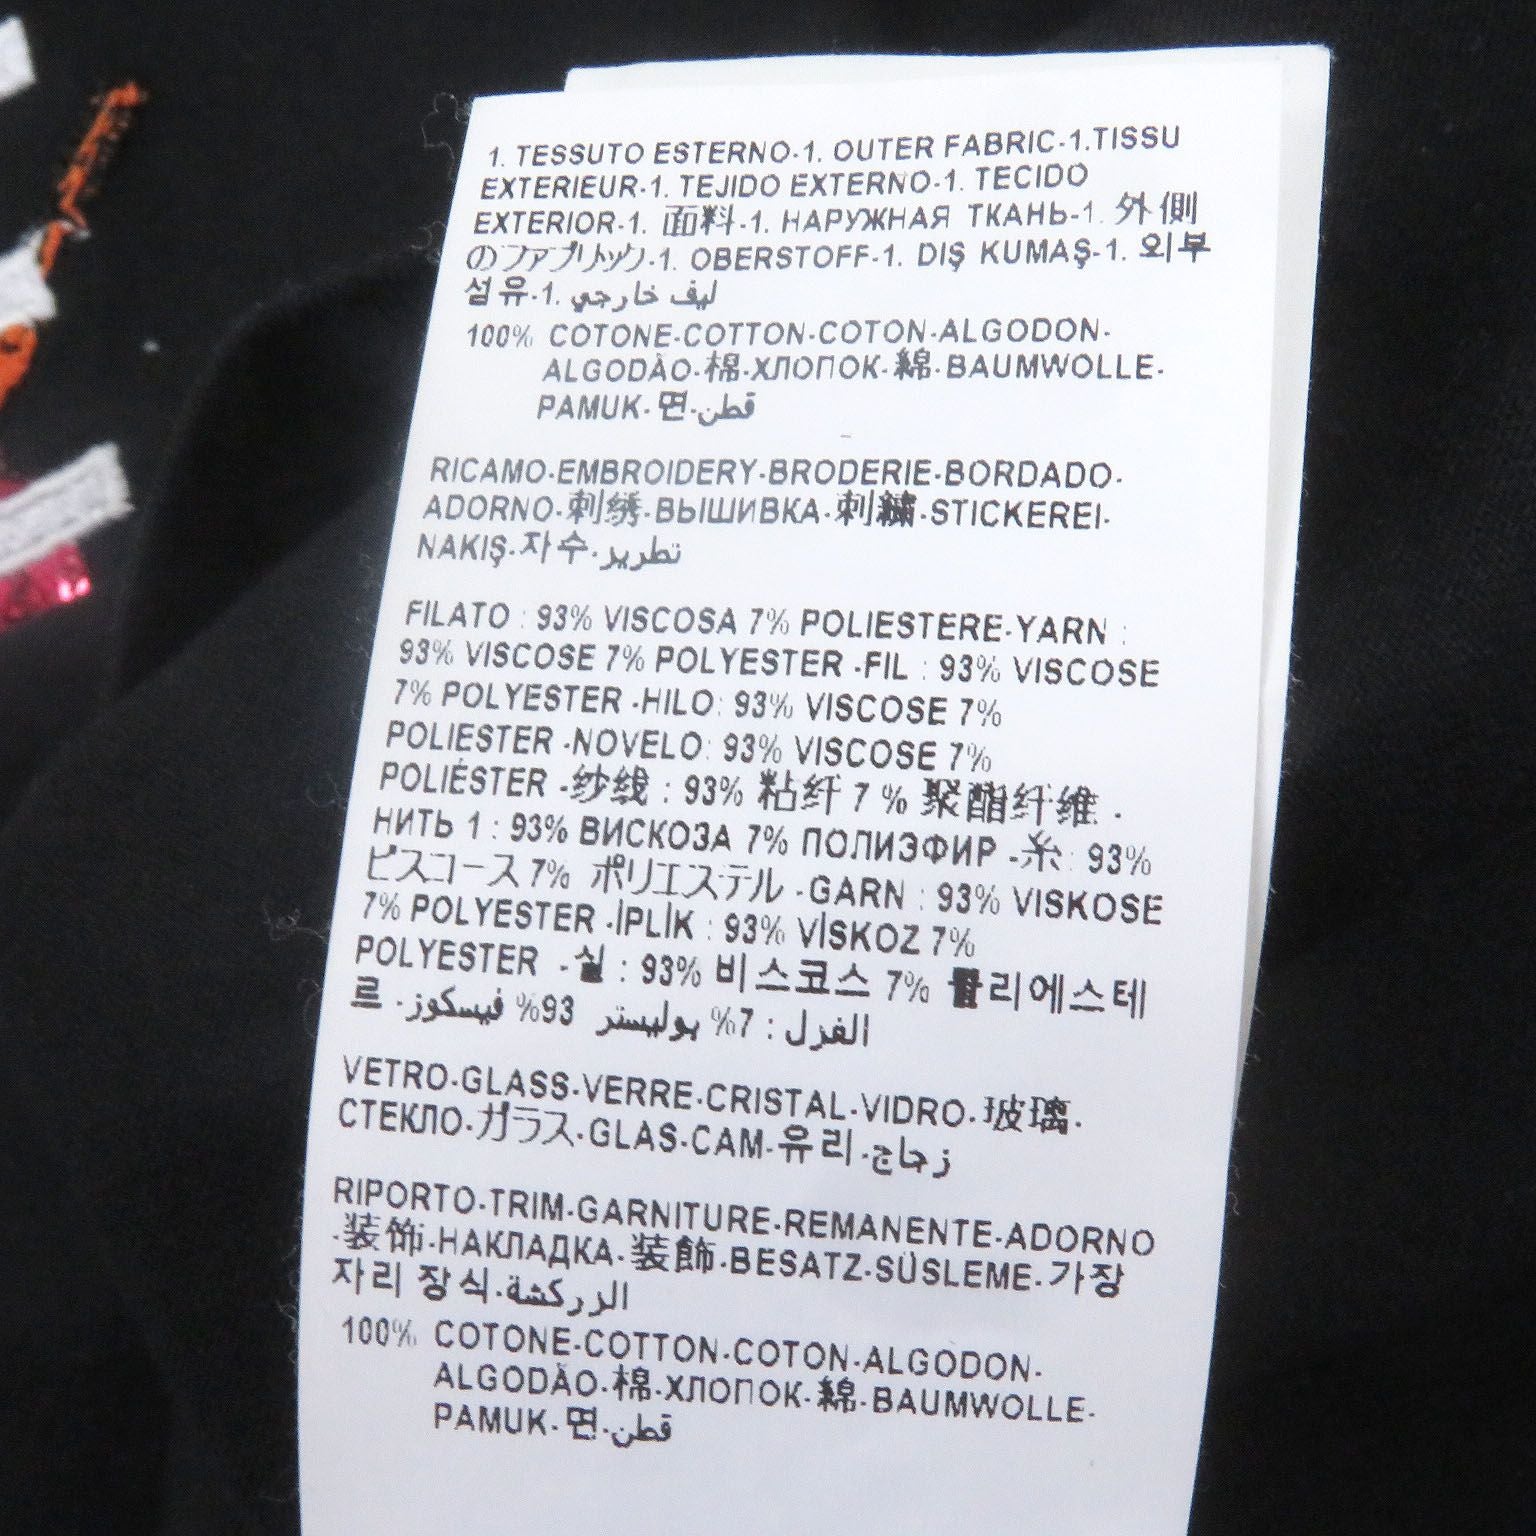 1. TESSUTO ESTERNO-1. OUTER FABRIC-1.TISSU
EXTERIEUR-1. TEJIDO EXTERNO-1. TECIDO
EXTERIOR-1. 面料-1. НАРУЖНАЯ ТКАНЬ-1. 外側
のファブリック-1. OBERSTOFF-1. DIŞ KUMAŞ-1. 외부
섬유-1. ليف خارجي
100% COTONE-COTTON-COTON-ALGODON-
ALGODÃO-棉-ХЛОПОК-綿-BAUMWOLLE-
PAMUK-면-قطن
RICAMO-EMBROIDERY-BRODERIE-BORDADO-
ADORNO-刺绣-ВЫШИВКА-刺繍-STICKEREI-
NAKIŞ-자수-تطريز
FILATO : 93% VISCOSA 7% POLIESTERE-YARN :
93% VISCOSE 7% POLYESTER -FIL : 93% VISCOSE
7% POLYESTER -HILO: 93% VISCOSE 7%
POLIESTER -NOVELO: 93% VISCOSE 7%
POLIÉSTER -纱线 : 93% 粘纤 7 % 聚酯纤维 -
НИТЬ 1 : 93% ВИСКОЗА 7% ПОЛИЭФИР -糸: 93%
ビスコース 7% ポリエステル -GARN : 93% VISKOSE
7% POLYESTER -İPLİK : 93% VİSKOZ 7%
POLYESTER -실 : 93% 비스코스 7% 폴리에스테
르- الغزل : 7% بوليستر 93% فيسكوز
VETRO-GLASS-VERRE-CRISTAL-VIDRO-玻璃-
СТЕКЛО-ガラス-GLAS-CAM-유리-زجاج
RIPORTO-TRIM-GARNITURE-REMANENTE-ADORNO
-装饰-НАКЛАДКА-装飾-BESATZ-SÜSLEME-가장
자리 장식-الزركشة
100% COTONE-COTTON-COTON-ALGODON-
ALGODÃO-棉-ХЛОПОК-綿-BAUMWOLLE-
PAMUK-면-قطن